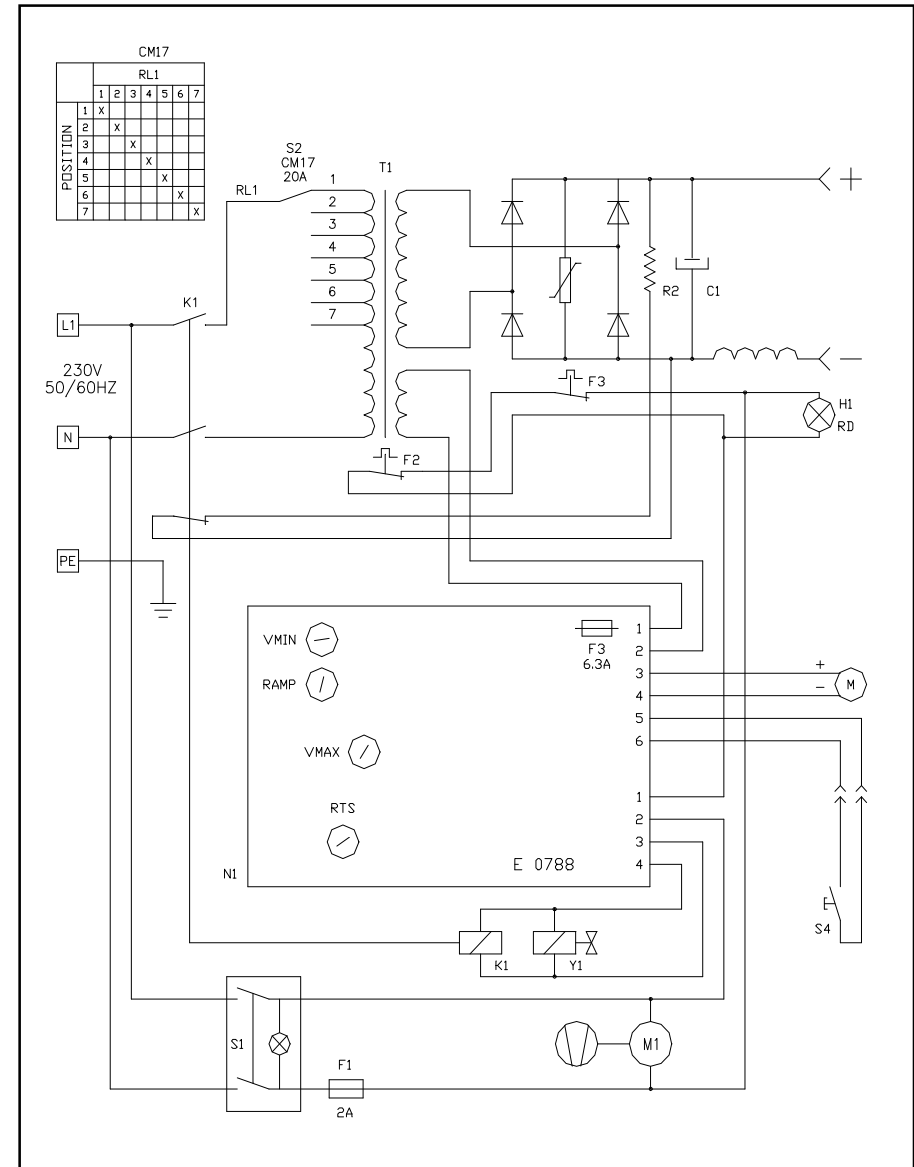 CM17
RL1
1 2 3 4 5 6 7
POSITION
1 X
2 X
3 X
4 X
5 X
6 X
7 X
S2
CM17
20A
T1
RL1
1
2
3
4
5
6
7
+
R2
C1
K1
L1
230V
50/60HZ
−
F3
H1
RD
N
F2
PE
VMIN
RAMP
VMAX
RTS
N1
F3
6.3A
E 0788
1
2
3
4
5
6
1
2
3
4
+
−
M
S4
K1
Y1
S1
M1
F1
2A